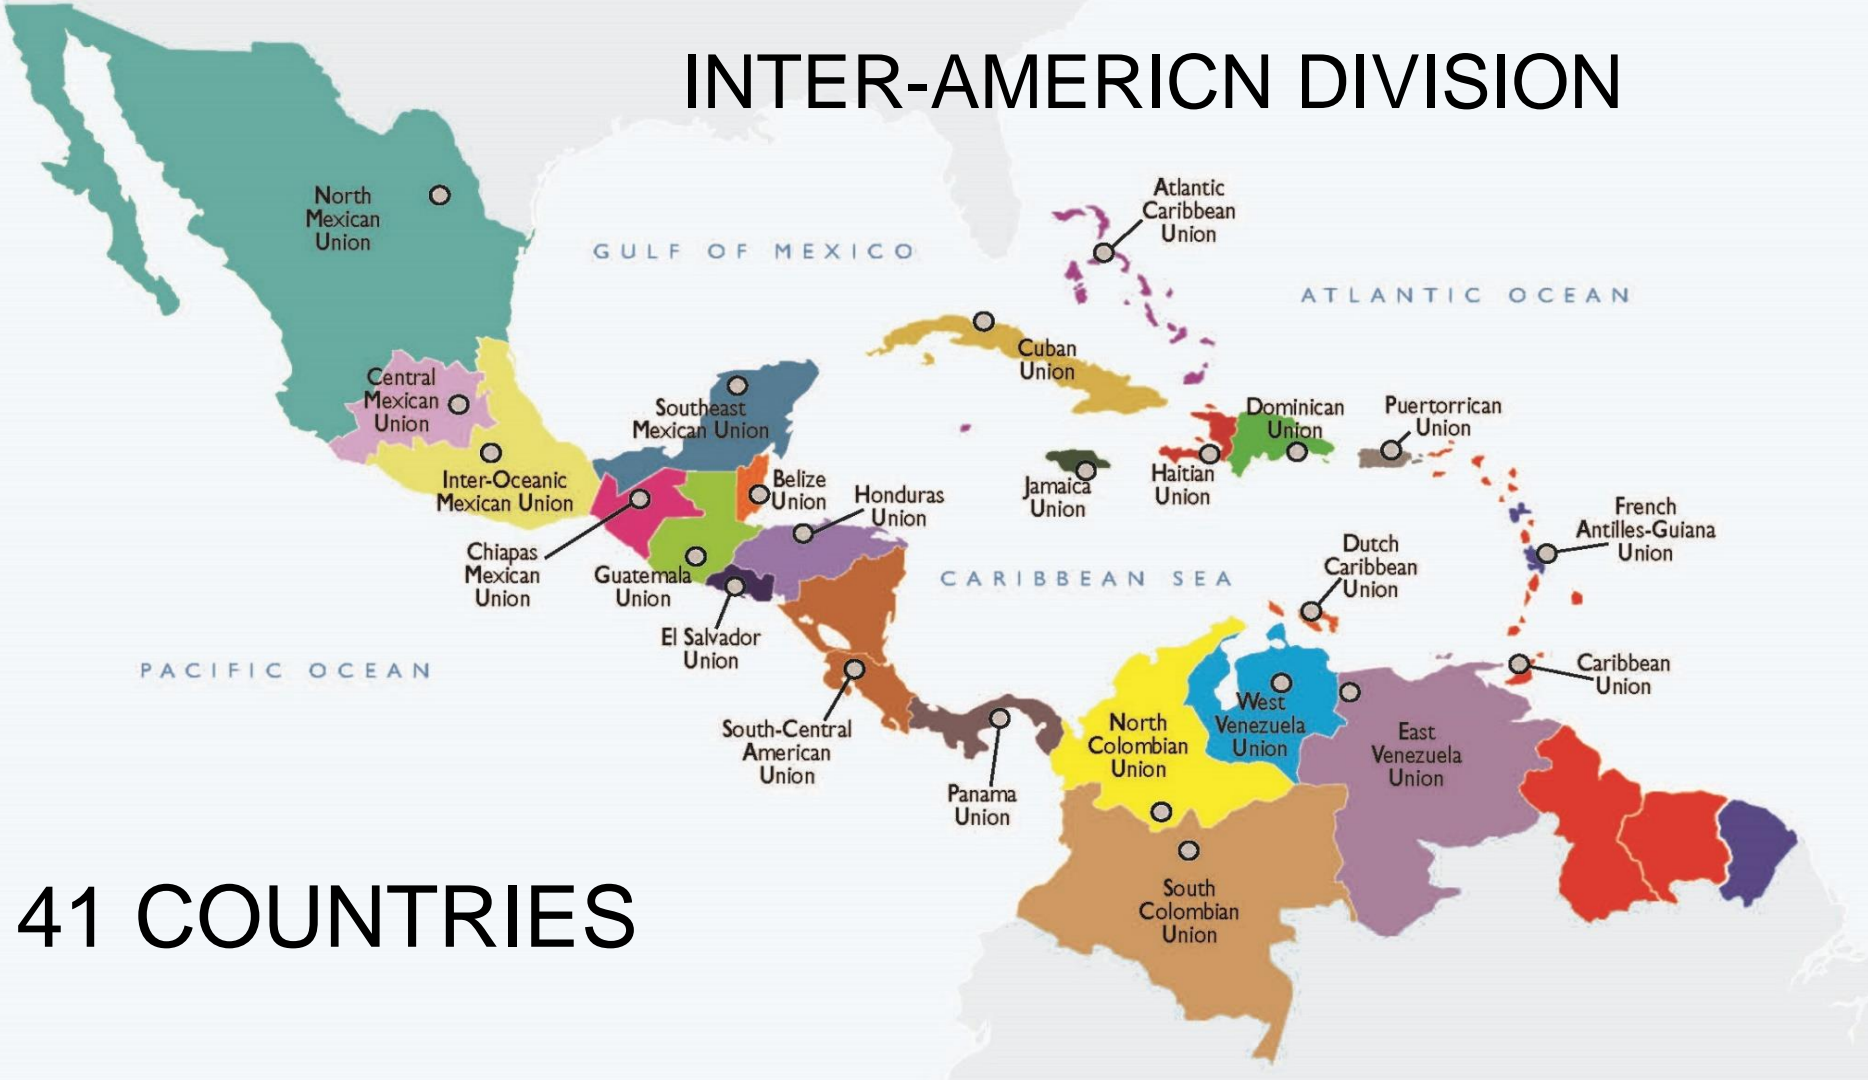 INTER-AMERICN DIVISION
North
Mexican
Union
GULF OF MEXICO
Atlantic
Caribbean
Union
ATLANTIC OCEAN
Cuban
Union
Central
Mexican
Union
Southeast
Mexican Union
Dominican
Union
Puertorrican
Union
Inter-Oceanic
Mexican Union
Belize
Union
Honduras
Union
Jamaica
Union
Haitian
Union
French
Antilles-Guiana
Union
Chiapas
Mexican
Union
Guatemala
Union
CARIBBEAN SEA
Dutch
Caribbean
Union
El Salvador
Union
PACIFIC OCEAN
Caribbean
Union
South-Central
American
Union
North
Colombian
Union
West
Venezuela
Union
East
Venezuela
Union
Panama
Union
South
Colombian
Union
41 COUNTRIES